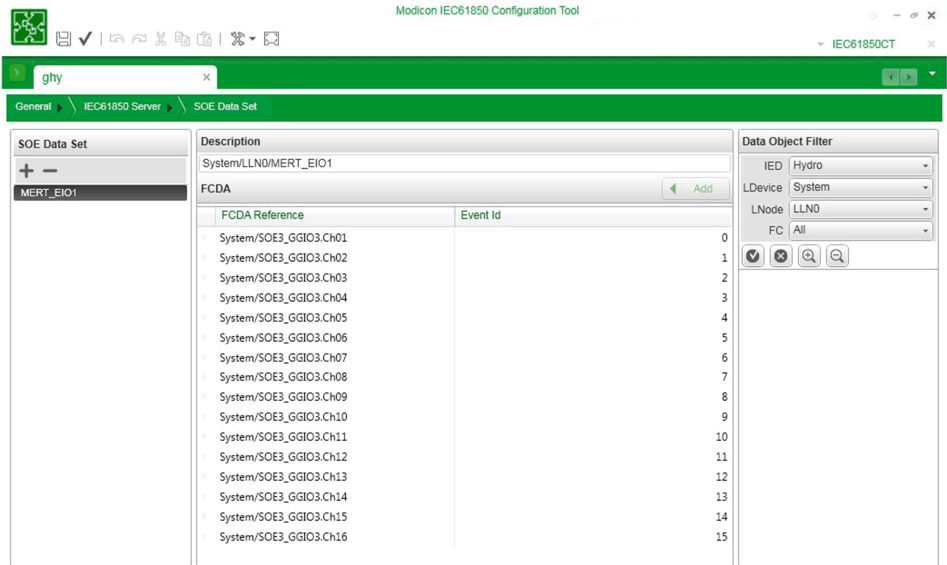 Modicon IEC61850 Configuration Tool
IEC61850CT
ghy
General IEC61850 Server SOE Data Set
SOE Data Set
MERT_EIO1
Description
System/LLN0/MERT_EIO1
FCDA Add
FCDA Reference Event Id
System/SOE3_GGIO3.Ch01 0
System/SOE3_GGIO3.Ch02 1
System/SOE3_GGIO3.Ch03 2
System/SOE3_GGIO3.Ch04 3
System/SOE3_GGIO3.Ch05 4
System/SOE3_GGIO3.Ch06 5
System/SOE3_GGIO3.Ch07 6
System/SOE3_GGIO3.Ch08 7
System/SOE3_GGIO3.Ch09 8
System/SOE3_GGIO3.Ch10 9
System/SOE3_GGIO3.Ch11 10
System/SOE3_GGIO3.Ch12 11
System/SOE3_GGIO3.Ch13 12
System/SOE3_GGIO3.Ch14 13
System/SOE3_GGIO3.Ch15 14
System/SOE3_GGIO3.Ch16 15
Data Object Filter
IED Hydro
LDevice System
LNode LLN0
FC All